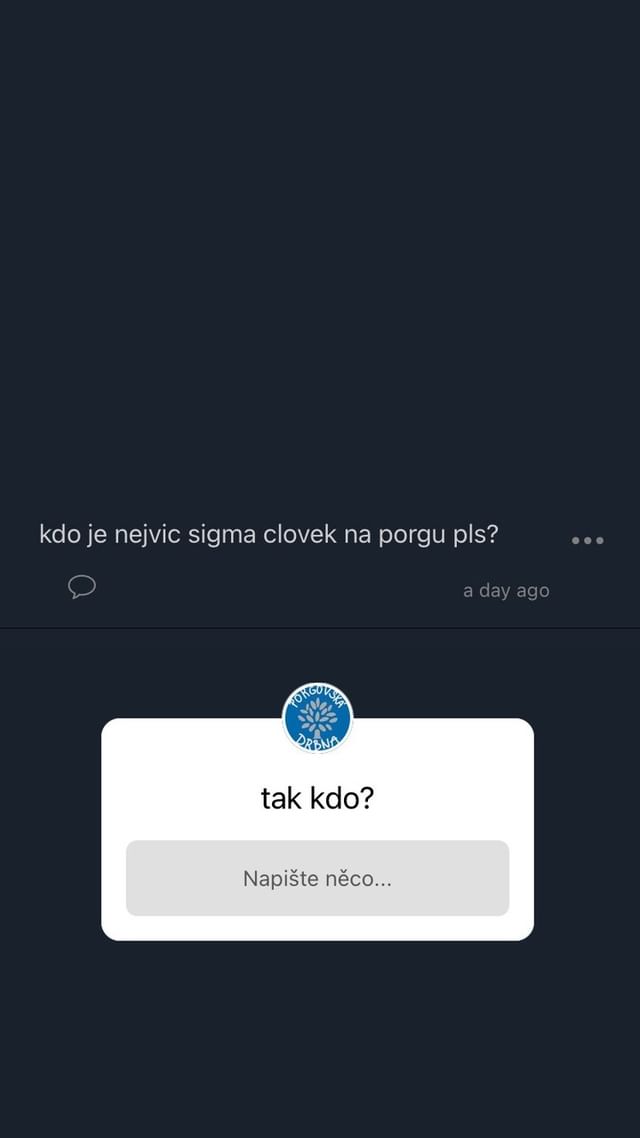 kdo je nejvic sigma clovek na porgu pls?
a day ago
PORGOVSKÁ
DRBNA
tak kdo?
Napište něco...